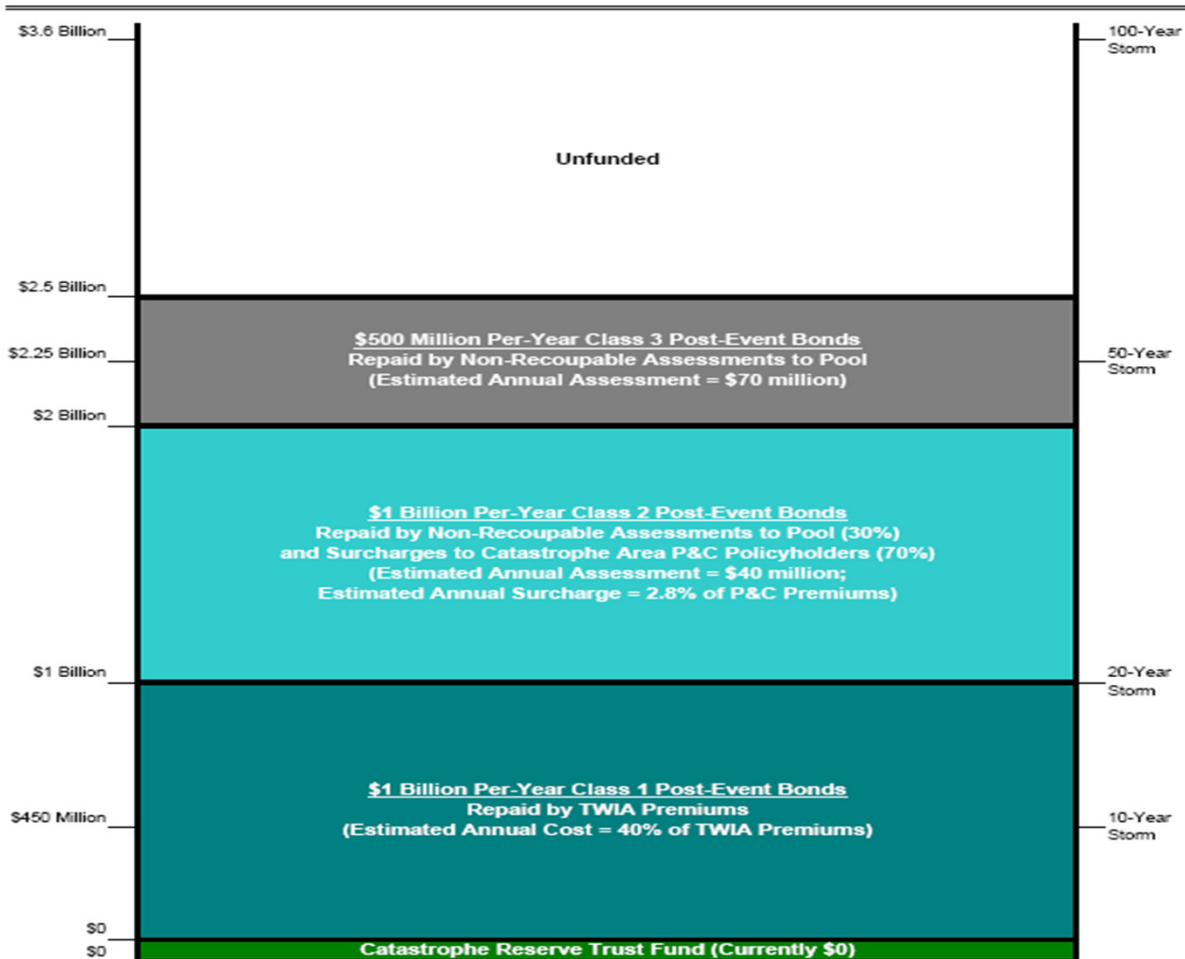 $3.6 Billion
100-Year
Storm
Unfunded
$2.5 Billion
$500 Million Per-Year Class 3 Post-Event Bonds
$2.25 Billion
Repaid by Non-Recoupable Assessments to Pool
50-Year
Storm
(Estimated Annual Assessment = $70 million)
$2 Billion
$1 Billion Per-Year Class 2 Post-Event Bonds
Repaid by Non-Recoupable Assessments to Pool (30%)
and Surcharges to Catastrophe Area P&C Policyholders (70%)
(Estimated Annual Assessment = $40 million;
Estimated Annual Surcharge = 2.8% of P&C Premiums)
$1 Billion
20-Year
Storm
$1 Billion Per-Year Class 1 Post-Event Bonds
Repaid by TWIA Premiums
$450 Million
(Estimated Annual Cost = 40% of TWIA Premiums)
10-Year
Storm
$0
$0
Catastrophe Reserve Trust Fund (Currently $0)